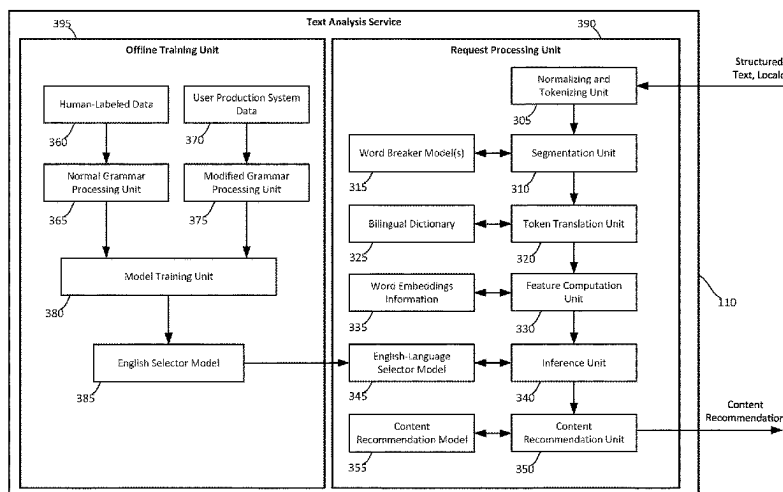 Text Analysis Service
395
Offline Training Unit
Human-Labeled Data
360
User Production System
Data
370
Normal Grammar
Processing Unit
365
Modified Grammar
Processing Unit
375
Model Training Unit
380
English Selector Model
385
390
Request Processing Unit
Structured
Text, Locale
Normalizing and
Tokenizing Unit
305
Word Breaker Model(s)
315
Segmentation Unit
310
Bilingual Dictionary
325
Token Translation Unit
320
Word Embeddings
Information
335
Feature Computation
Unit
330
110
English-Language
Selector Model
345
Inference Unit
340
Content
Recommendation Model
355
Content
Recommendation Unit
350
Content
Recommendation